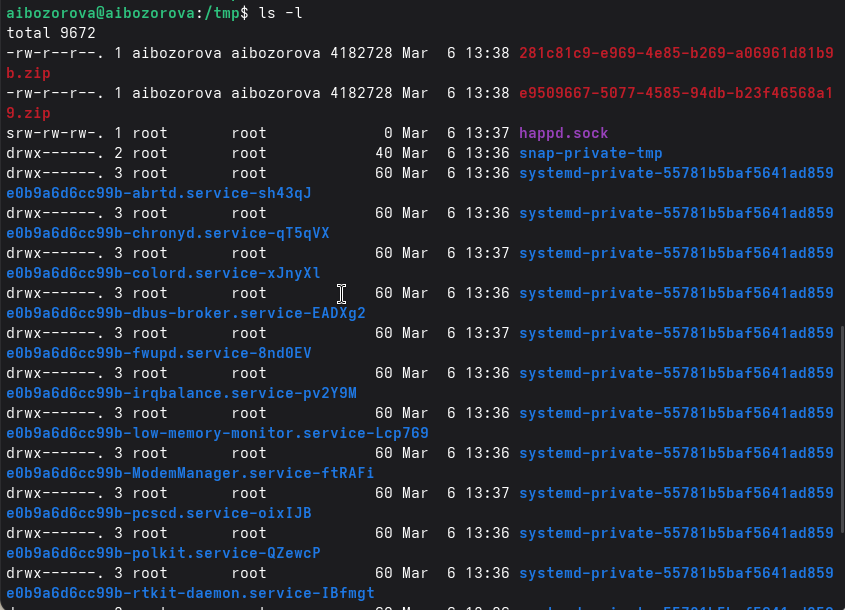 aibozorova@aibozorova:/tmp$ ls -l
total 9672
-rw-r--r--. 1 aibozorova aibozorova 4182728 Mar  6 13:38 281c81c9-e969-4e85-b269-a06961d81b9
b.zip
-rw-r--r--. 1 aibozorova aibozorova 4182728 Mar  6 13:38 e9509667-5077-4585-94db-b23f46568a1
9.zip
srw-rw-rw-. 1 root       root             0 Mar  6 13:37 happd.sock
drwx------. 2 root       root            40 Mar  6 13:36 snap-private-tmp
drwx------. 3 root       root            60 Mar  6 13:36 systemd-private-55781b5baf5641ad859
e0b9a6d6cc99b-abrtd.service-sh43qJ
drwx------. 3 root       root            60 Mar  6 13:36 systemd-private-55781b5baf5641ad859
e0b9a6d6cc99b-chronyd.service-qT5qVX
drwx------. 3 root       root            60 Mar  6 13:37 systemd-private-55781b5baf5641ad859
e0b9a6d6cc99b-colord.service-xJnyXl
drwx------. 3 root       root            60 Mar  6 13:36 systemd-private-55781b5baf5641ad859
e0b9a6d6cc99b-dbus-broker.service-EADXg2
drwx------. 3 root       root            60 Mar  6 13:37 systemd-private-55781b5baf5641ad859
e0b9a6d6cc99b-fwupd.service-8nd0EV
drwx------. 3 root       root            60 Mar  6 13:36 systemd-private-55781b5baf5641ad859
e0b9a6d6cc99b-irqbalance.service-pv2Y9M
drwx------. 3 root       root            60 Mar  6 13:36 systemd-private-55781b5baf5641ad859
e0b9a6d6cc99b-low-memory-monitor.service-Lcp769
drwx------. 3 root       root            60 Mar  6 13:36 systemd-private-55781b5baf5641ad859
e0b9a6d6cc99b-ModemManager.service-ftRAFi
drwx------. 3 root       root            60 Mar  6 13:37 systemd-private-55781b5baf5641ad859
e0b9a6d6cc99b-pcscd.service-oixIJB
drwx------. 3 root       root            60 Mar  6 13:36 systemd-private-55781b5baf5641ad859
e0b9a6d6cc99b-polkit.service-QZewcP
drwx------. 3 root       root            60 Mar  6 13:36 systemd-private-55781b5baf5641ad859
e0b9a6d6cc99b-rtkit-daemon.service-IBfmgt